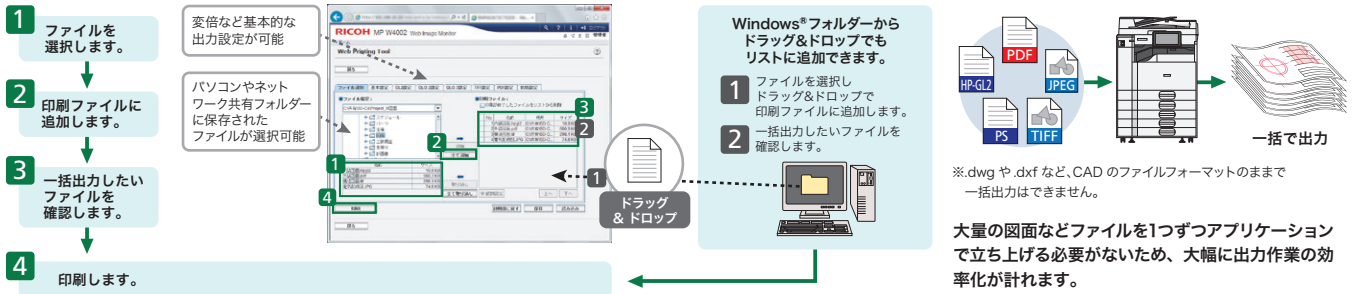 1
ファイルを
選択します。
2
印刷ファイルに
追加します。
3
一括出力したい
ファイルを
確認します。
4
印刷します。
変倍など基本的な
出力設定が可能
パソコンやネット
ワーク共有フォルダー
に保存された
ファイルが選択可能
RICOH MP W4002 Web Image Monitor
Web Printing Tool
戻る
1
2
3
2
4
1
戻る
ドラッグ
& ドロップ
Windows®フォルダーから
ドラッグ&ドロップでも
リストに追加できます。
1
ファイルを選択し
ドラッグ&ドロップで
印刷ファイルに追加します。
2
一括出力したいファイルを
確認します。
PDF
HP-GL2
JPEG
PS
TIFF
一括で出力
※.dwg や .dxf など、CAD のファイルフォーマットのままで
一括出力はできません。
大量の図面などファイルを1つずつアプリケーション
で立ち上げる必要がないため、大幅に出力作業の効
率化が計れます。